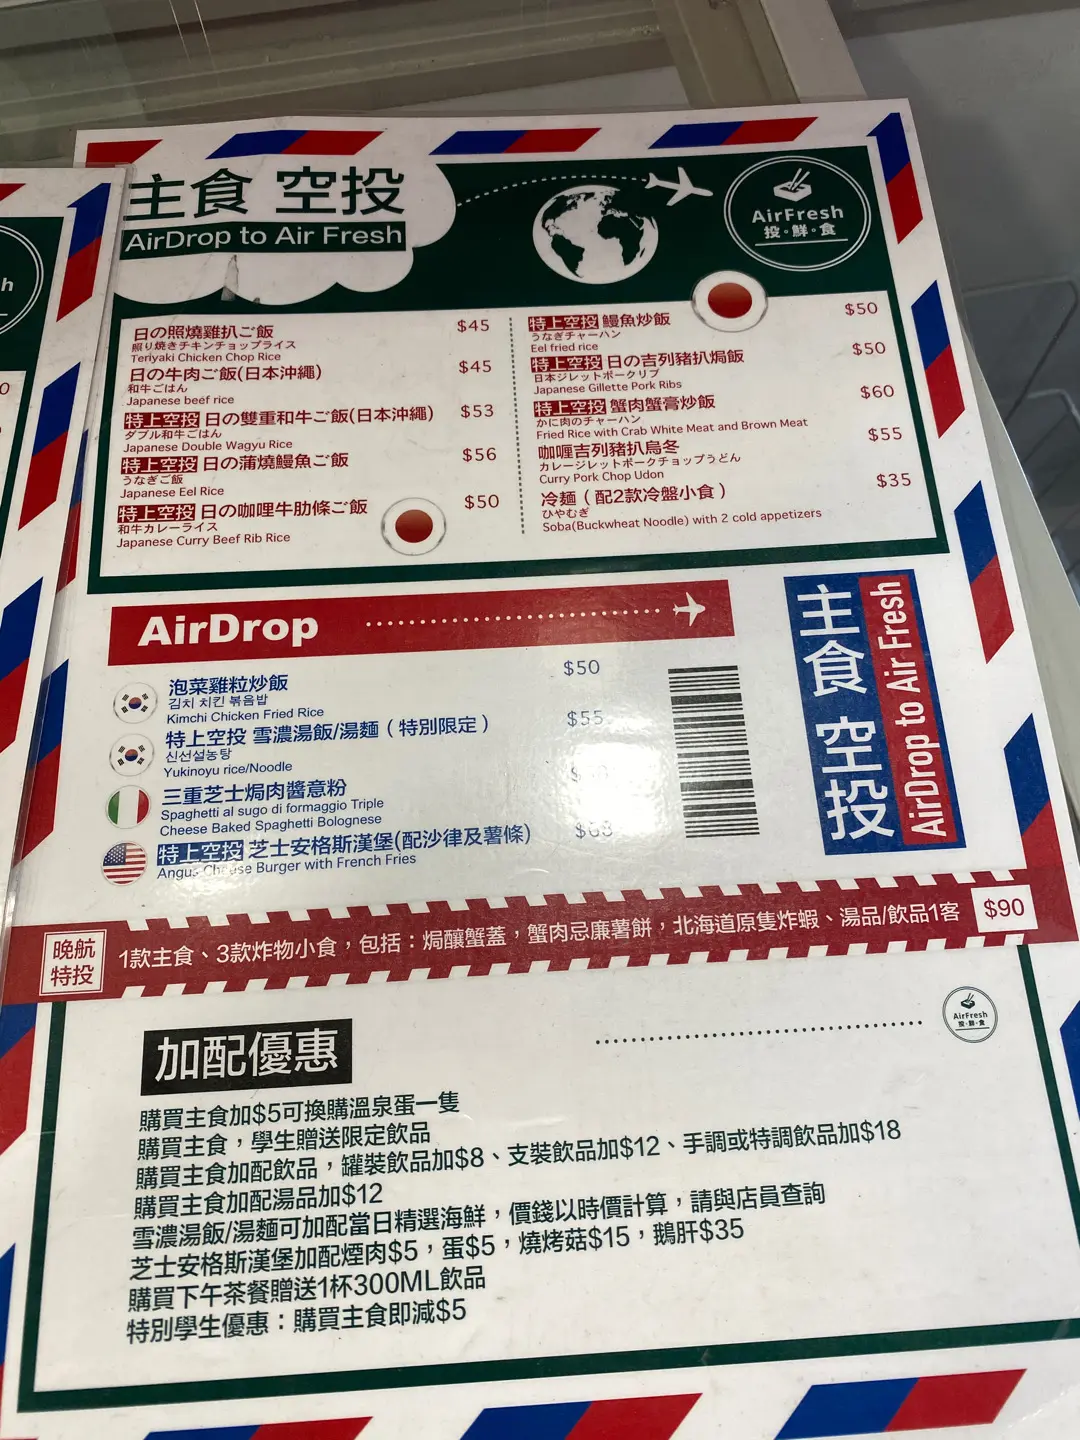 主食 空投
AirDrop to Air Fresh
AirFresh
投·鮮·食
日の照燒雞扒ご飯 $45
照り燒きチキンチョップライス
Teriyaki Chicken Chop Rice
日の牛肉ご飯(日本沖繩) $45
和牛ごはん
Japanese beef rice
特上空投 日の雙重和牛ご飯(日本沖繩) $53
ダブル和牛ごはん
Japanese Double Wagyu Rice
特上空投 日の蒲燒鰻魚ご飯 $56
うなぎご飯
Japanese Eel Rice
特上空投 日の咖喱牛肋條ご飯 $50
和牛カレーライス
Japanese Curry Beef Rib Rice
特上空投 鰻魚炒飯 $50
うなぎチャーハン
Eel fried rice
特上空投 日の吉列豬扒焗飯 $50
日本ジレットポークリブ
Japanese Gillette Pork Ribs
特上空投 蟹肉蟹膏炒飯 $60
かに肉のチャーハン
Fried Rice with Crab White Meat and Brown Meat
咖喱吉列豬扒烏冬 $55
カレージレットポークチョップうどん
Curry Pork Chop Udon
冷麵（配2款冷盤小食） $35
ひやむぎ
Soba(Buckwheat Noodle) with 2 cold appetizers
AirDrop
泡菜雞粒炒飯 $50
김치 치킨 볶음밥
Kimchi Chicken Fried Rice
特上空投 雪濃湯飯/湯麵（特別限定） $55
신선설농탕
Yukinoyu rice/Noodle
三重芝士焗肉醬意粉
Spaghetti al sugo di formaggio Triple
Cheese Baked Spaghetti Bolognese
特上空投 芝士安格斯漢堡(配沙律及薯條) $68
Angus Cheese Burger with French Fries
主食 空投
AirDrop to Air Fresh
晚航
特投
1款主食、3款炸物小食，包括：焗釀蟹蓋，蟹肉忌廉薯餅，北海道原隻炸蝦、湯品/飲品1客 $90
加配優惠
AirFresh
投·鮮·食
購買主食加$5可換購溫泉蛋一隻
購買主食，學生贈送限定飲品
購買主食加配飲品，罐裝飲品加$8、支裝飲品加$12、手調或特調飲品加$18
購買主食加配湯品加$12
雪濃湯飯/湯麵可加配當日精選海鮮，價錢以時價計算，請與店員查詢
芝士安格斯漢堡加配煙肉$5，蛋$5，燒烤菇$15，鵝肝$35
購買下午茶餐贈送1杯300ML飲品
特別學生優惠：購買主食即減$5